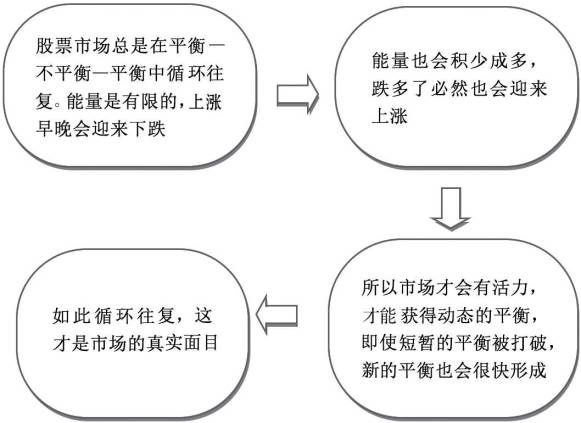 股票市场总是在平衡—
不平衡—平衡中循环往
复。能量是有限的，上涨
早晚会迎来下跌
能量也会积少成多，
跌多了必然也会迎来
上涨
所以市场才会有活力，
才能获得动态的平衡，
即使短暂的平衡被打破，
新的平衡也会很快形成
如此循环往复，这
才是市场的真实面目